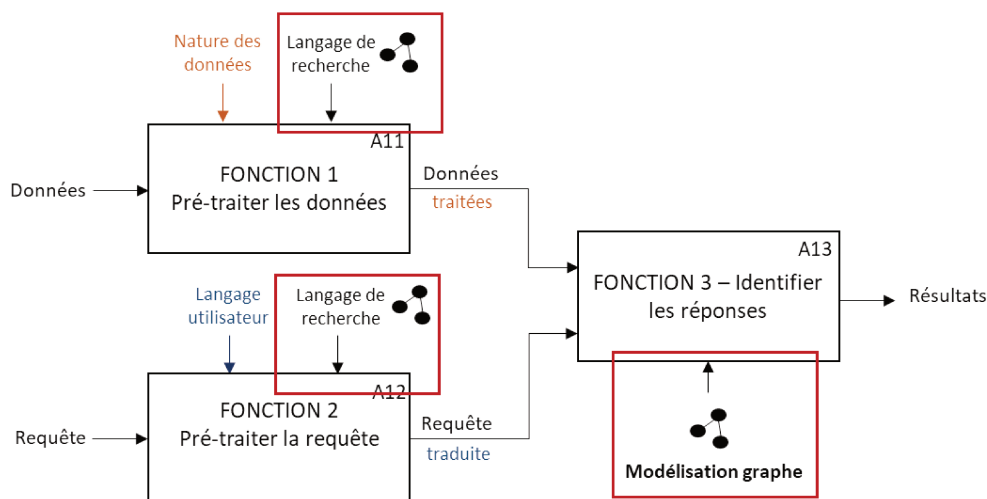 Nature des
données
Langage de
recherche
A11
FONCTION 1
Pré-traiter les données
Données
Données
traitées
A13
FONCTION 3 – Identifier
les réponses
Résultats
Langage
utilisateur
Langage de
recherche
A12
FONCTION 2
Pré-traiter la requête
Requête
Requête
traduite
Modélisation graphe